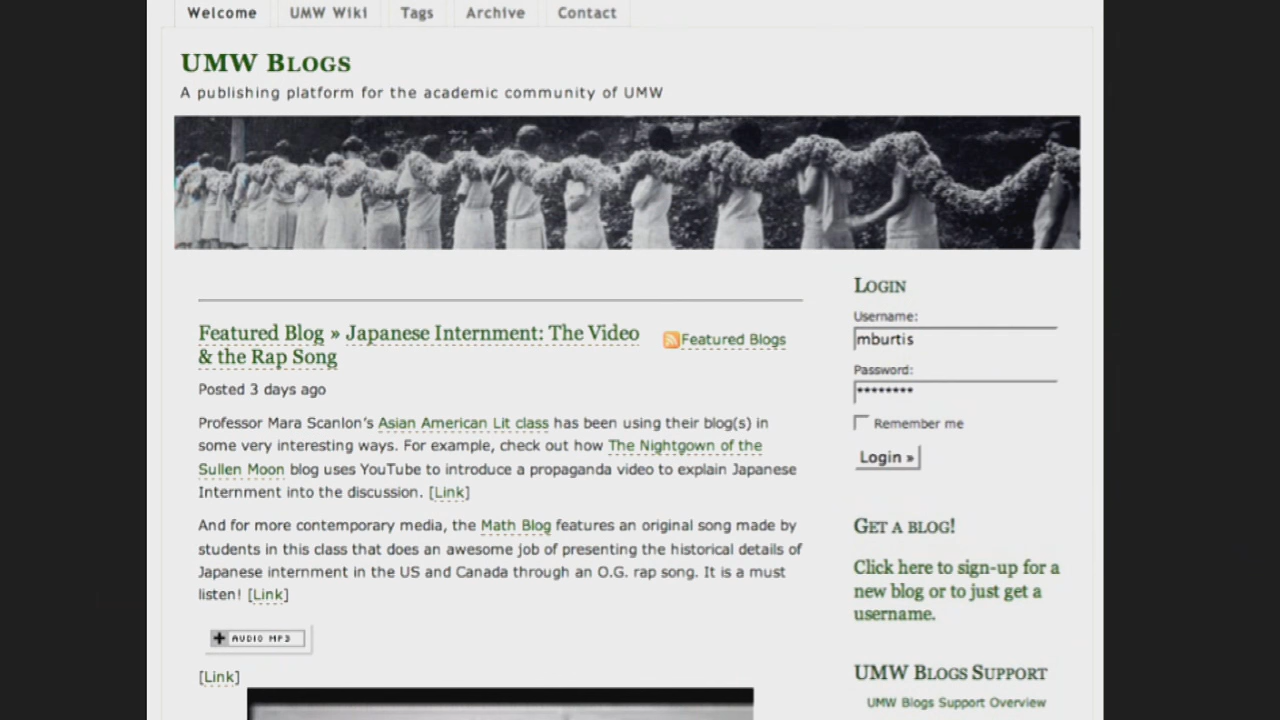 Welcome UMW Wiki Tags Archive Contact
UMW Blogs
A publishing platform for the academic community of UMW
Featured Blog » Japanese Internment: The Video
& the Rap Song
Featured Blogs
Posted 3 days ago
Professor Mara Scanlon's Asian American Lit class has been using their blog(s) in
some very interesting ways. For example, check out how The Nightgown of the
Sullen Moon blog uses YouTube to introduce a propaganda video to explain Japanese
Internment into the discussion. [Link]
And for more contemporary media, the Math Blog features an original song made by
students in this class that does an awesome job of presenting the historical details of
Japanese internment in the US and Canada through an O.G. rap song. It is a must
listen! [Link]
AUDIO MP3
[Link]
Login
Username:
mburtis
Password:
********
Remember me
Login »
Get a blog!
Click here to sign-up for a
new blog or to just get a
username.
UMW Blogs Support
UMW Blogs Support Overview